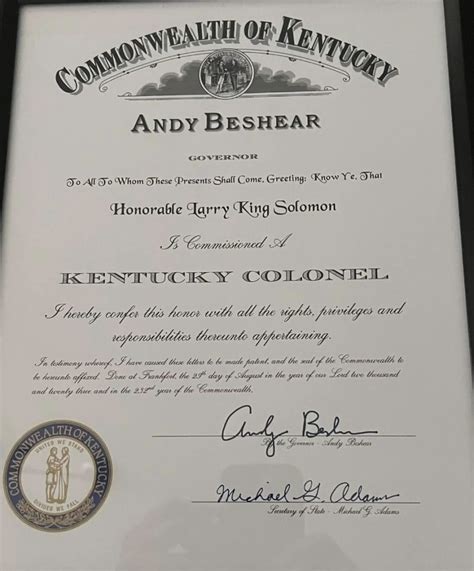 COMMONWEALTH OF KENTUCKY
ANDY BESHEAR
GOVERNOR
To All To Whom These Presents Shall Come, Greeting: Know Ye, That
Honorable Larry King Solomon
Is Commissioned A
KENTUCKY COLONEL
I hereby confer this honor with all the rights, privileges and
responsibilities thereunto appertaining.
In testimony whereof, I have caused these letters to be made patent, and the seal of the Commonwealth to
be hereunto affixed. Done at Frankfort, the 29th day of August in the year of our Lord two thousand
and twenty three and in the 232nd year of the Commonwealth.
Andy Beshear
By the Governor - Andy Beshear
Michael G. Adams
Secretary of State - Michael G. Adams
COMMONWEALTH OF KENTUCKY
UNITED WE STAND
DIVIDED WE FALL